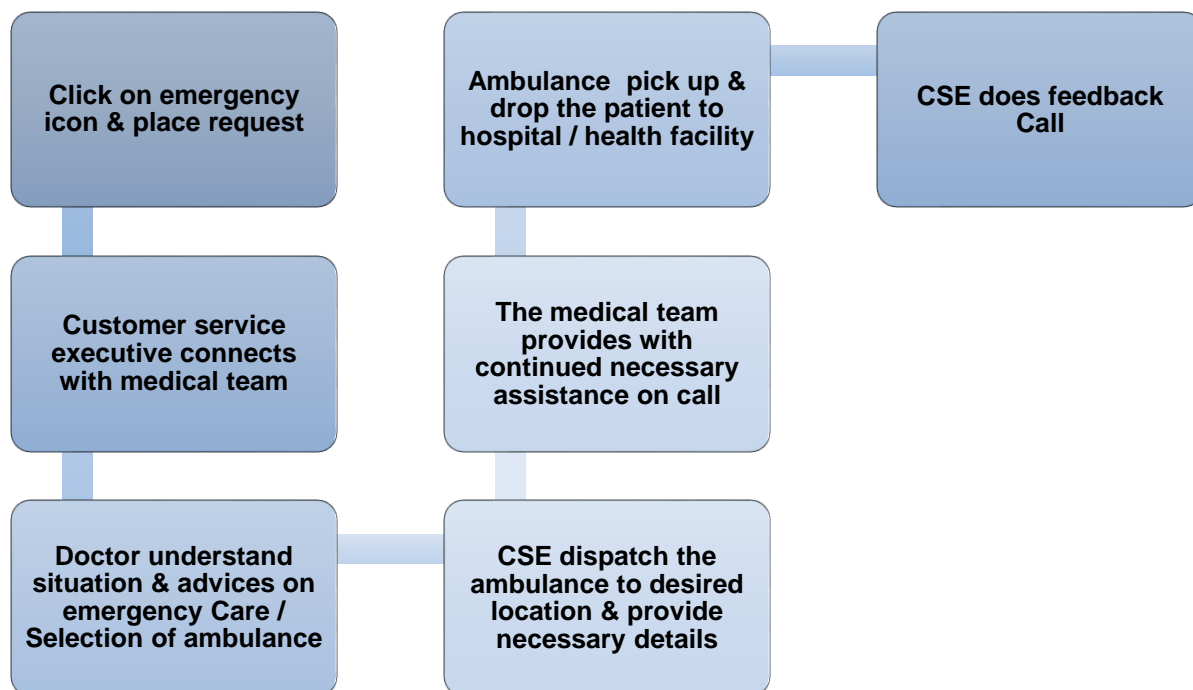 Click on emergency
icon & place request
Customer service
executive connects
with medical team
Doctor understand
situation & advices on
emergency Care /
Selection of ambulance
CSE dispatch the
ambulance to desired
location & provide
necessary details
The medical team
provides with
continued necessary
assistance on call
Ambulance  pick up &
drop the patient to
hospital / health facility
CSE does feedback
Call